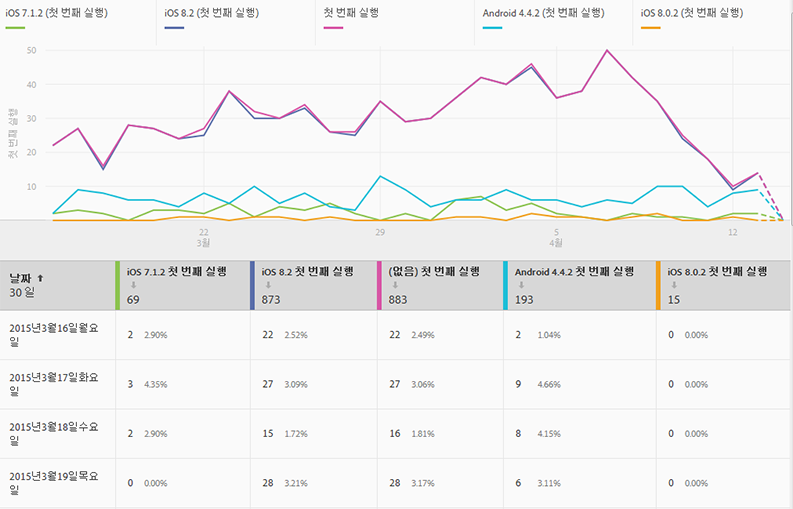 iOS 7.1.2 (첫 번째 실행)
iOS 8.2 (첫 번째 실행)
첫 번째 실행
Android 4.4.2 (첫 번째 실행)
iOS 8.0.2 (첫 번째 실행)
50
40
30
20
10
첫 번째 실행
22
3월
29
5
4월
12
날짜 ↑
30 일
iOS 7.1.2 첫 번째 실행
69
iOS 8.2 첫 번째 실행
873
(없음) 첫 번째 실행
883
Android 4.4.2 첫 번째 실행
193
iOS 8.0.2 첫 번째 실행
15
2015년3월16일월요
일
2 2.90%
22 2.52%
22 2.49%
2 1.04%
0 0.00%
2015년3월17일화요
일
3 4.35%
27 3.09%
27 3.06%
9 4.66%
0 0.00%
2015년3월18일수요
일
2 2.90%
15 1.72%
16 1.81%
8 4.15%
0 0.00%
2015년3월19일목요
일
0 0.00%
28 3.21%
28 3.17%
6 3.11%
0 0.00%